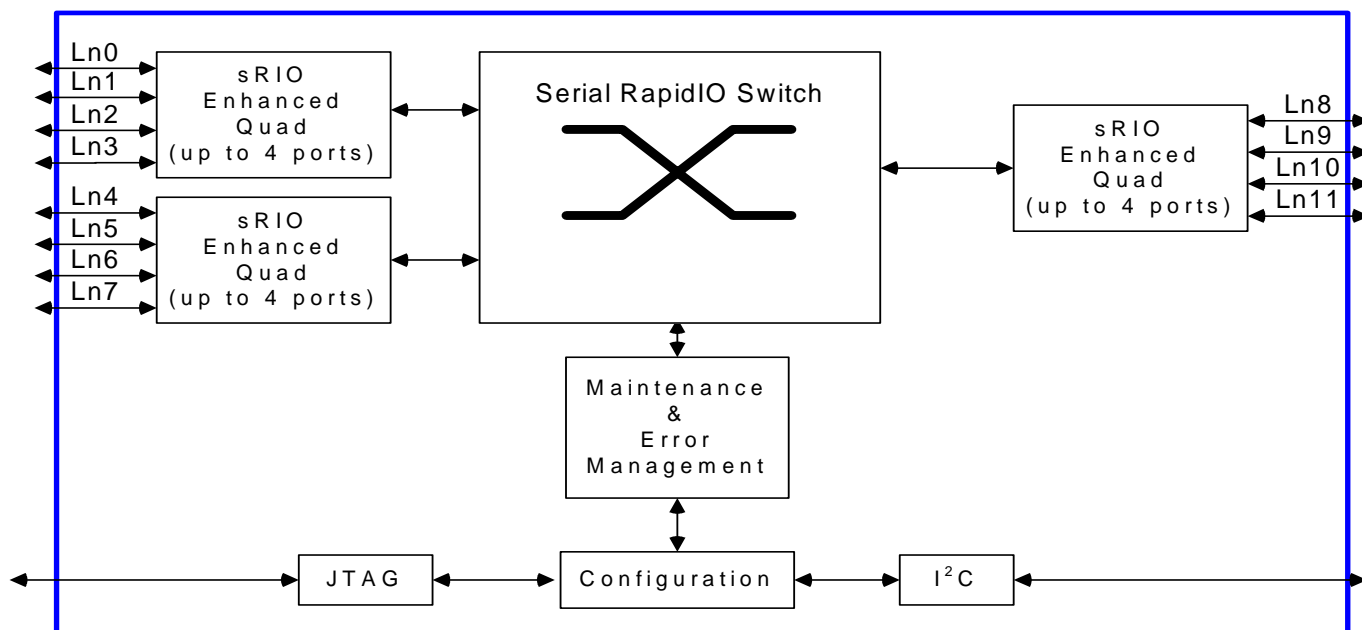 Ln0
Ln1
Ln2
Ln3
sRIO
Enhanced
Quad
(up to 4 ports)
Serial RapidIO Switch
sRIO
Enhanced
Quad
(up to 4 ports)
Ln8
Ln9
Ln10
Ln11
Ln4
Ln5
Ln6
Ln7
sRIO
Enhanced
Quad
(up to 4 ports)
Maintenance
&
Error
Management
JTAG
Configuration
I²C